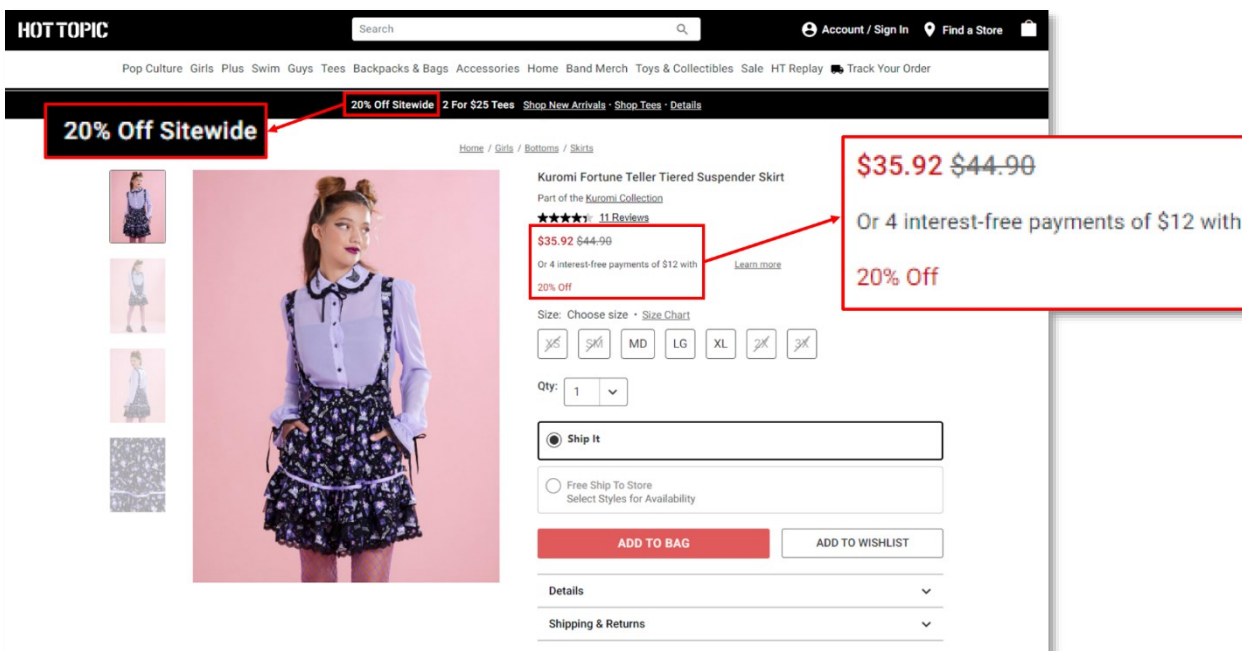 HOT TOPIC
Search
Account / Sign In
Find a Store
Pop Culture Girls Plus Swim Guys Tees Backpacks & Bags Accessories Home Band Merch Toys & Collectibles Sale HT Replay Track Your Order
20% Off Sitewide 2 For $25 Tees Shop New Arrivals · Shop Tees · Details
20% Off Sitewide
Home / Girls / Bottoms / Skirts
Kuromi Fortune Teller Tiered Suspender Skirt
Part of the Kuromi Collection
11 Reviews
$35.92 $44.90
Or 4 interest-free payments of $12 with Learn more
20% Off
$35.92 $44.90
Or 4 interest-free payments of $12 with
20% Off
Size: Choose size • Size Chart
XS SM MD LG XL 2X 3X
Qty: 1
Ship It
Free Ship To Store
Select Styles for Availability
ADD TO BAG
ADD TO WISHLIST
Details
Shipping & Returns